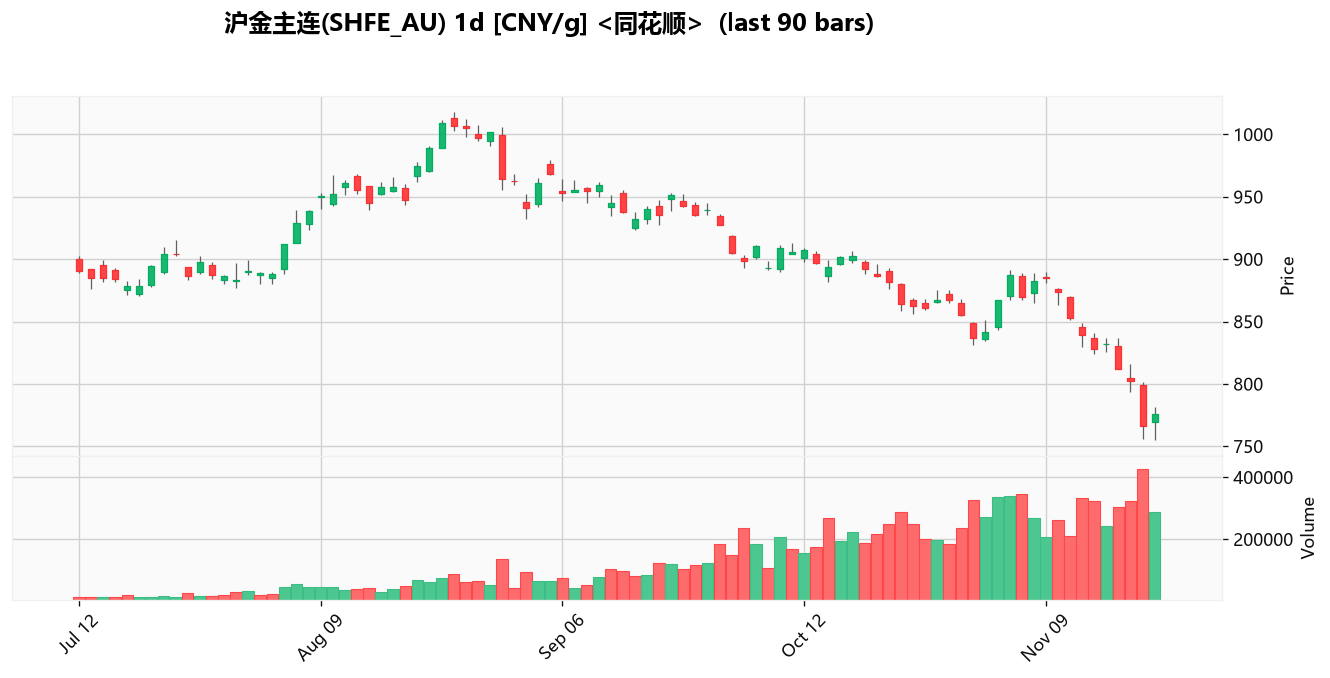 沪金主连(SHFE_AU) 1d [CNY/g] <同花顺> (last 90 bars)
1000
950
900
850
800
750
Price
400000
200000
Volume
Jul 12
Aug 09
Sep 06
Oct 12
Nov 09